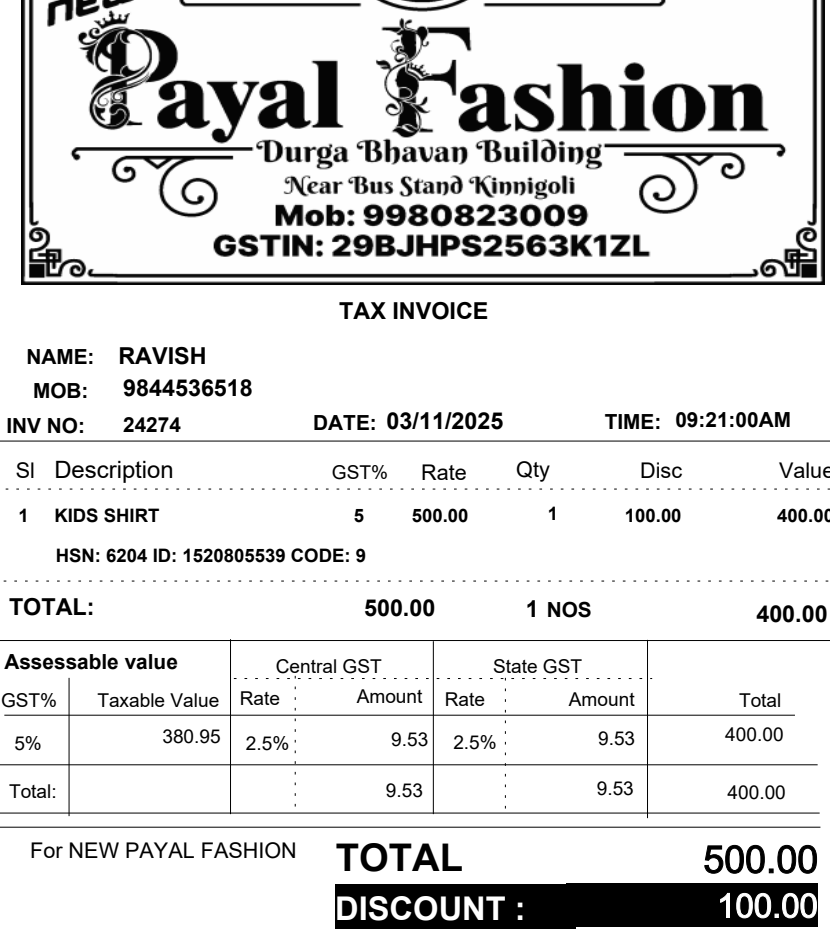 new
Payal Fashion
Durga Bhavan Building
Near Bus Stand Kinnigoli
Mob: 9980823009
GSTIN: 29BJHPS2563K1ZL
TAX INVOICE
NAME: RAVISH
MOB: 9844536518
INV NO: 24274 DATE: 03/11/2025 TIME: 09:21:00AM
Sl Description GST% Rate Qty Disc Value
1 KIDS SHIRT 5 500.00 1 100.00 400.00
HSN: 6204 ID: 1520805539 CODE: 9
TOTAL: 500.00 1 NOS 400.00
Assessable value Central GST State GST
GST% Taxable Value Rate Amount Rate Amount Total
5% 380.95 2.5% 9.53 2.5% 9.53 400.00
Total: 9.53 9.53 400.00
For NEW PAYAL FASHION TOTAL 500.00
DISCOUNT : 100.00